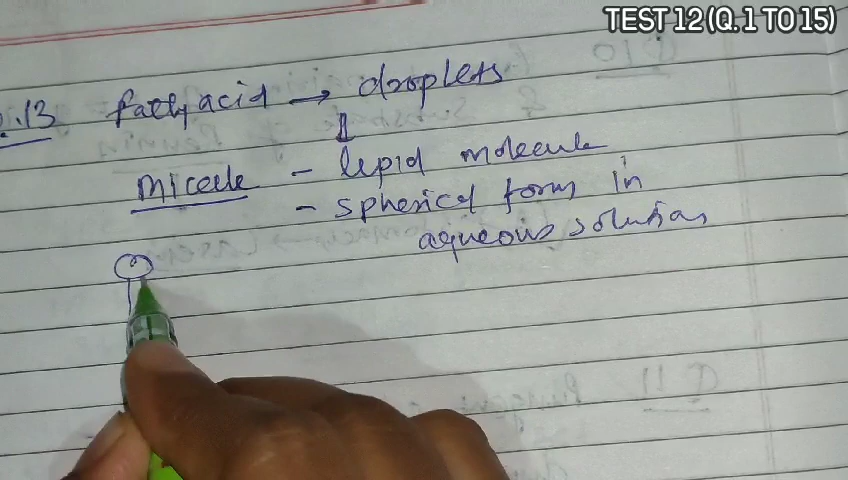 TEST 12 (Q.1 TO 15)
Q.13 fatty acid → droplets
micelle - lipid molecule
- spherical form in
aqueous solution